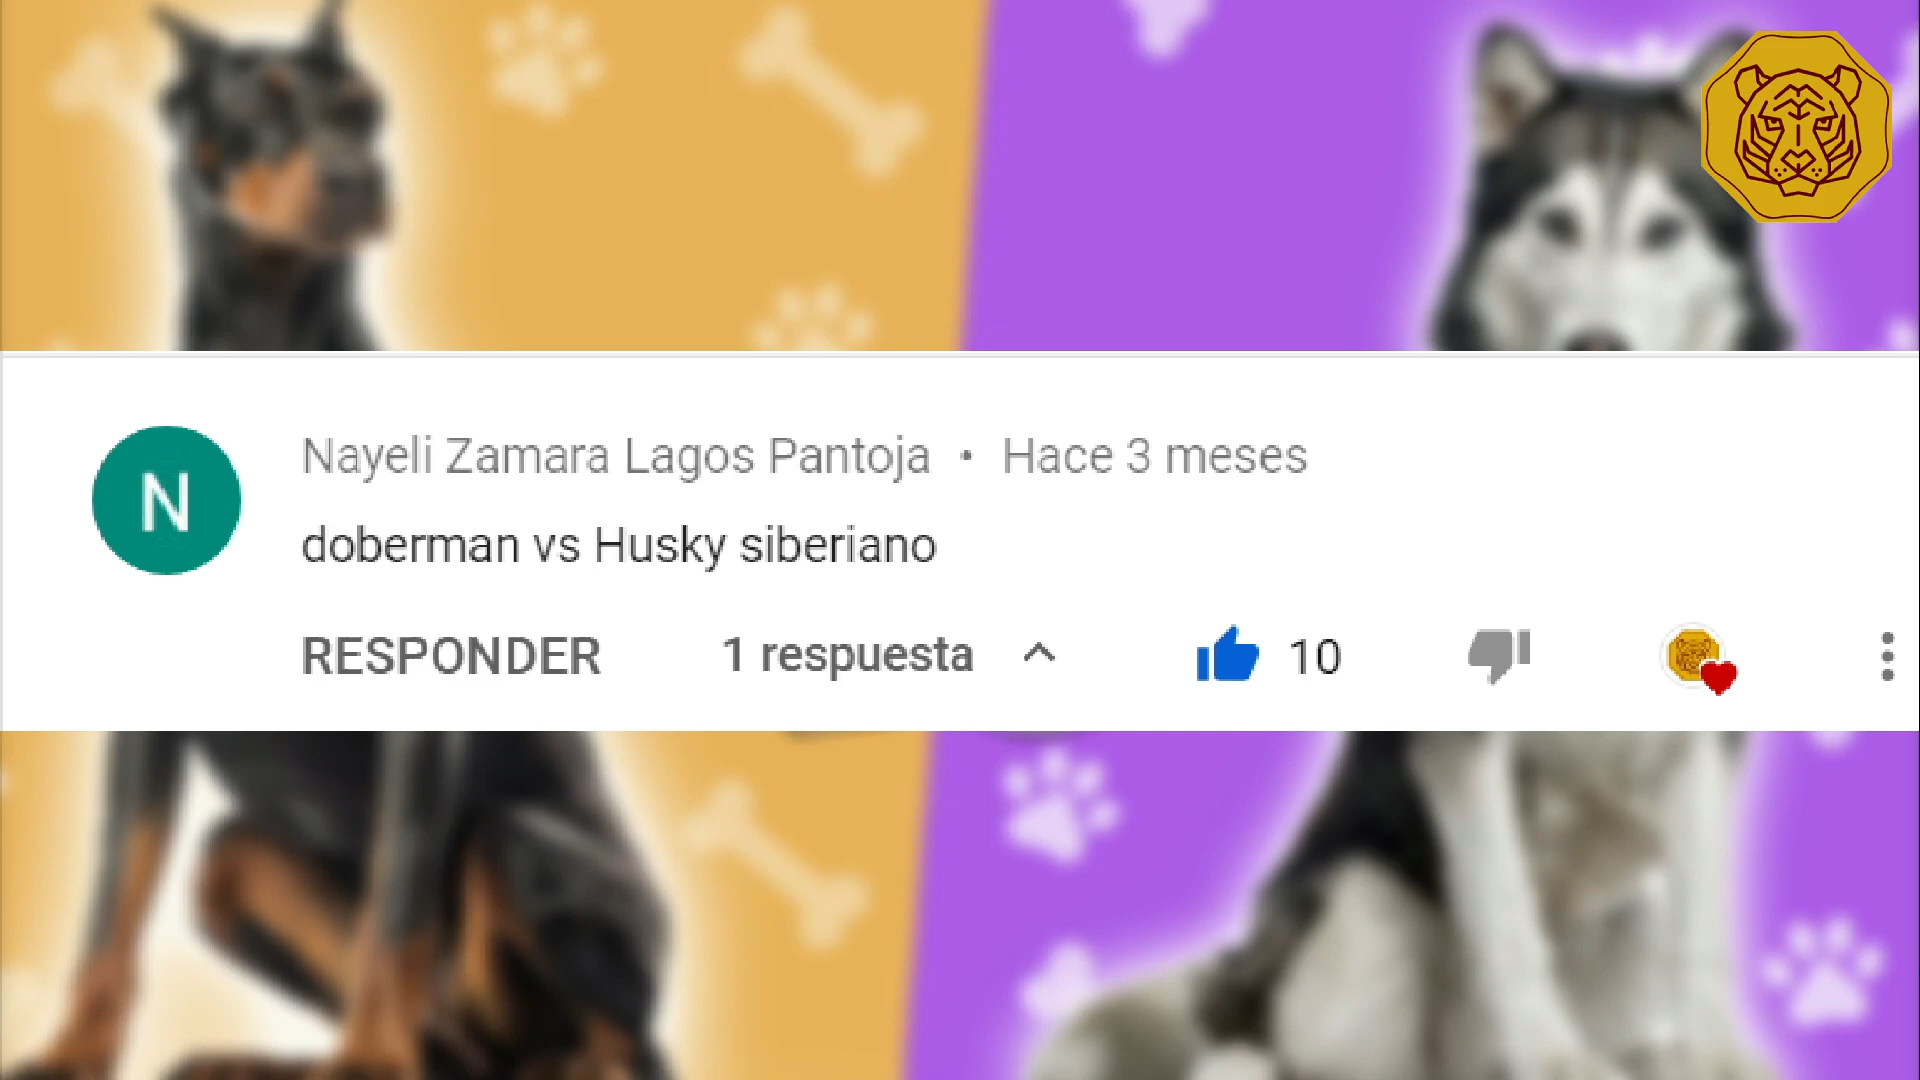 N
Nayeli Zamara Lagos Pantoja • Hace 3 meses
doberman vs Husky siberiano
RESPONDER 1 respuesta 10